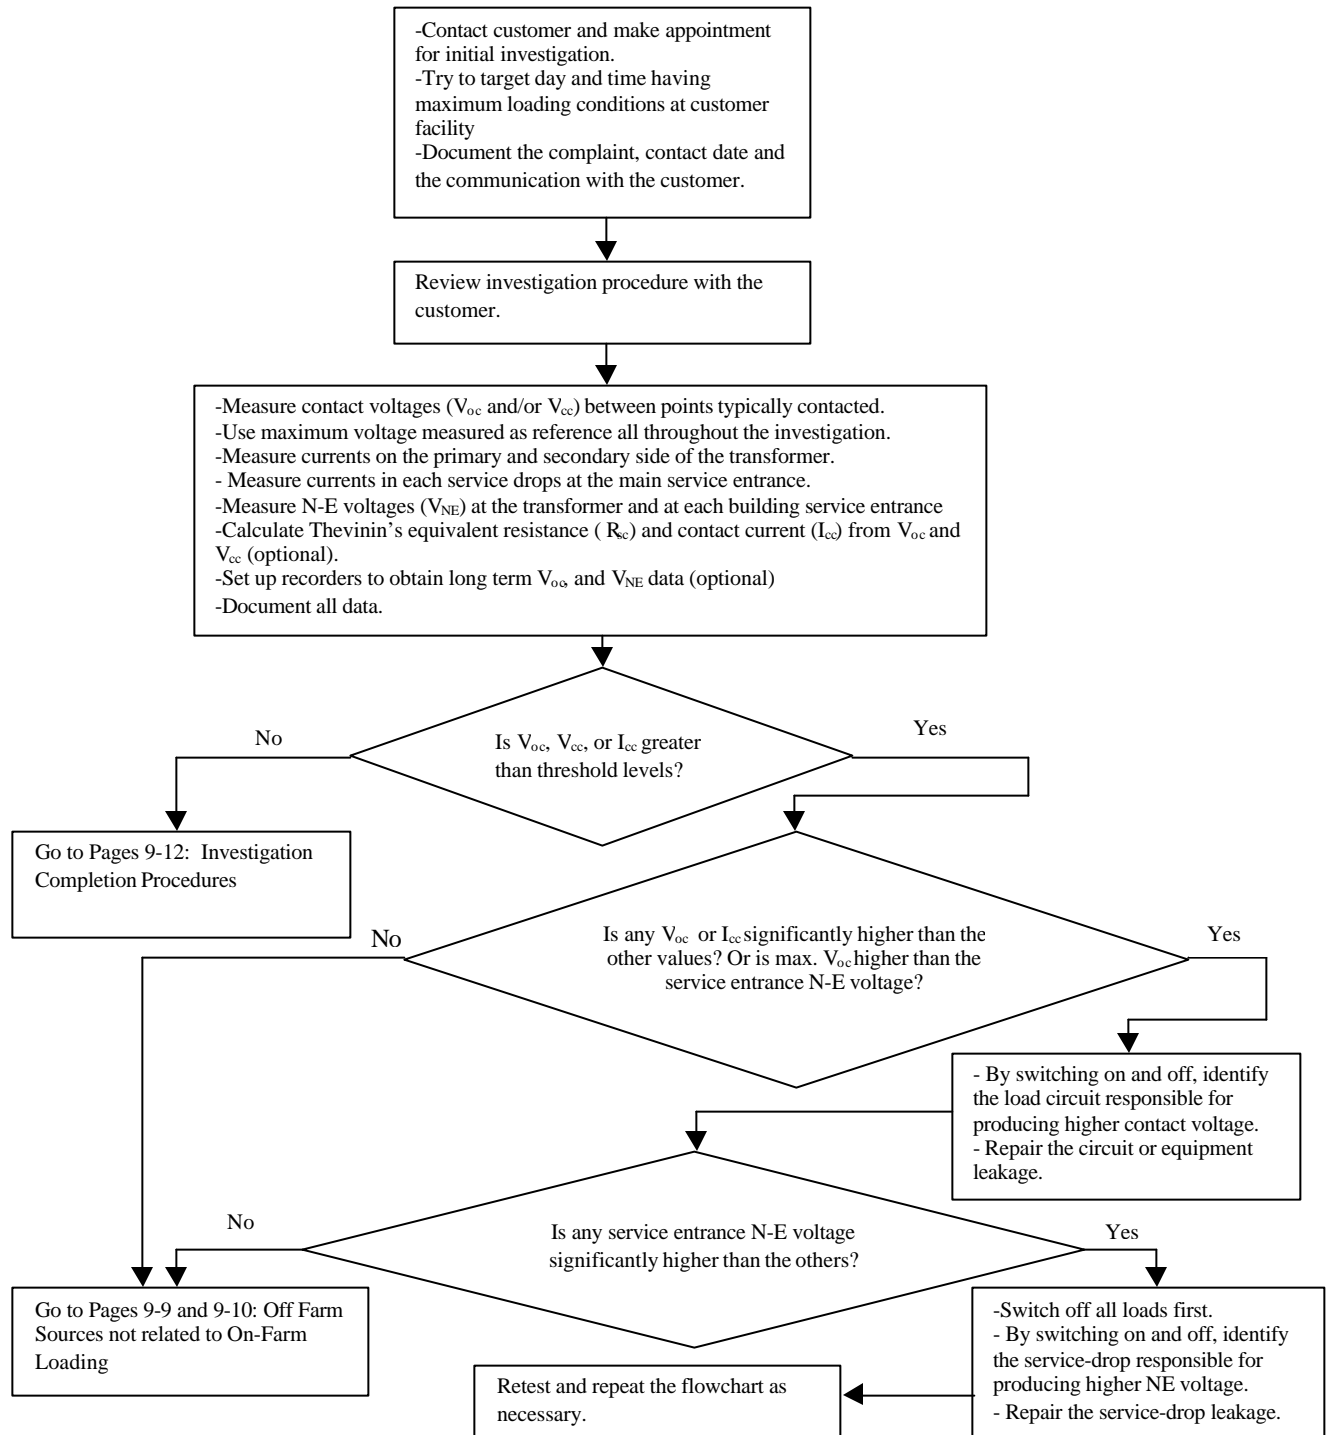 -Contact customer and make appointment
for initial investigation.
-Try to target day and time having
maximum loading conditions at customer
facility
-Document the complaint, contact date and
the communication with the customer.
Review investigation procedure with the
customer.
-Measure contact voltages (Voc and/or Vcc) between points typically contacted.
-Use maximum voltage measured as reference all throughout the investigation.
-Measure currents on the primary and secondary side of the transformer.
- Measure currents in each service drops at the main service entrance.
-Measure N-E voltages (VNE) at the transformer and at each building service entrance
-Calculate Thevinin's equivalent resistance ( Rsc) and contact current (Icc) from Voc and
Vcc (optional).
-Set up recorders to obtain long term Voc, and VNE data (optional)
-Document all data.
No
Is Voc, Vcc, or Icc greater
than threshold levels?
Yes
Go to Pages 9-12: Investigation
Completion Procedures
No
Is any Voc or Icc significantly higher than the
other values? Or is max. Voc higher than the
service entrance N-E voltage?
Yes
- By switching on and off, identify
the load circuit responsible for
producing higher contact voltage.
- Repair the circuit or equipment
leakage.
No
Is any service entrance N-E voltage
significantly higher than the others?
Yes
Go to Pages 9-9 and 9-10: Off Farm
Sources not related to On-Farm
Loading
-Switch off all loads first.
- By switching on and off, identify
the service-drop responsible for
producing higher NE voltage.
- Repair the service-drop leakage.
Retest and repeat the flowchart as
necessary.